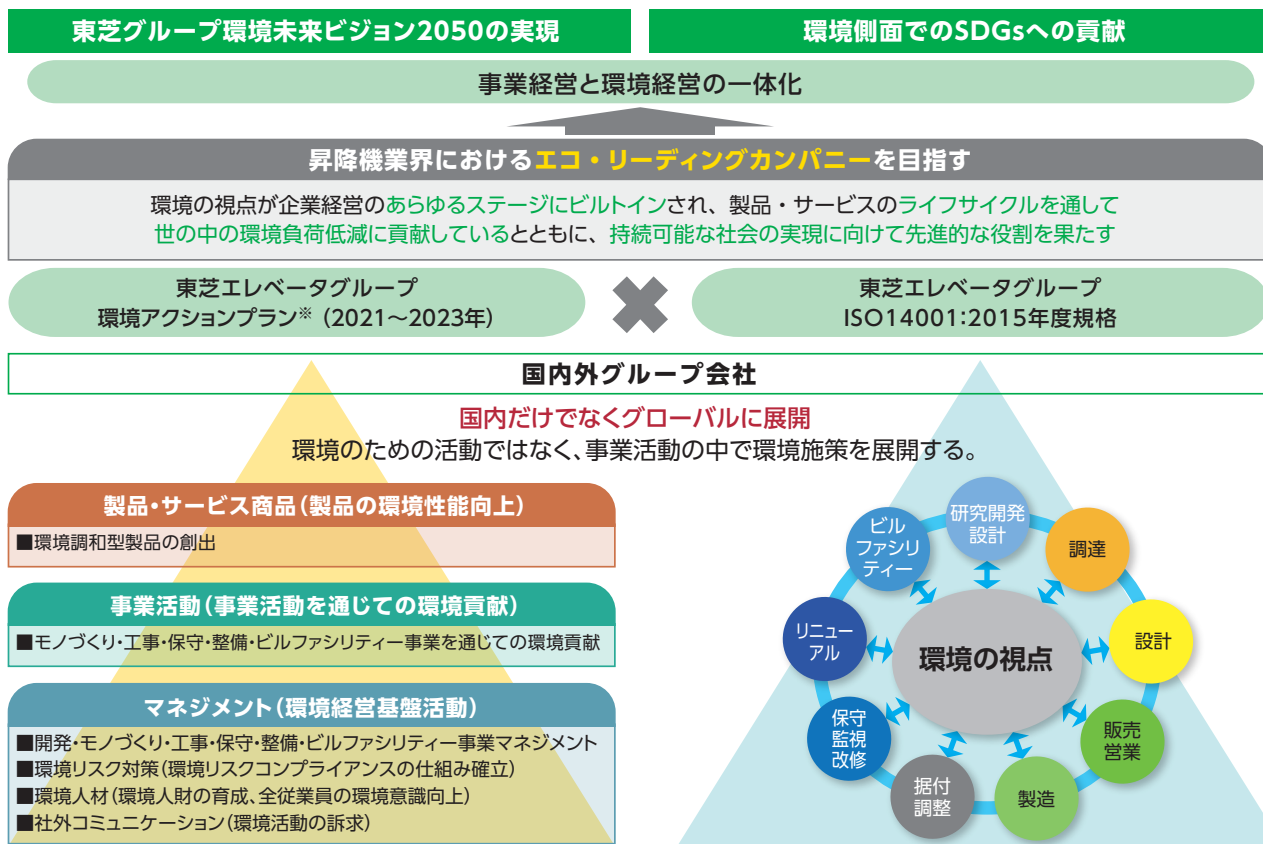 東芝グループ環境未来ビジョン2050の実現
環境側面でのSDGsへの貢献
事業経営と環境経営の一体化
昇降機業界におけるエコ・リーディングカンパニーを目指す
環境の視点が企業経営のあらゆるステージにビルトインされ、製品・サービスのライフサイクルを通して
世の中の環境負荷低減に貢献しているとともに、持続可能な社会の実現に向けて先進的な役割を果たす
東芝エレベータグループ
環境アクションプラン※（2021～2023年）
東芝エレベータグループ
ISO14001:2015年度規格
国内外グループ会社
国内だけでなくグローバルに展開
環境のための活動ではなく、事業活動の中で環境施策を展開する。
製品・サービス商品（製品の環境性能向上）
■環境調和型製品の創出
事業活動（事業活動を通じての環境貢献）
■モノづくり・工事・保守・整備・ビルファシリティー事業を通じての環境貢献
マネジメント（環境経営基盤活動）
■開発・モノづくり・工事・保守・整備・ビルファシリティー事業マネジメント
■環境リスク対策（環境リスクコンプライアンスの仕組み確立）
■環境人材（環境人財の育成、全従業員の環境意識向上）
■社外コミュニケーション（環境活動の訴求）
環境の視点
研究開発
設計
調達
設計
販売
営業
製造
据付
調整
保守
監視
改修
リニュー
アル
ビル
ファシリ
ティー